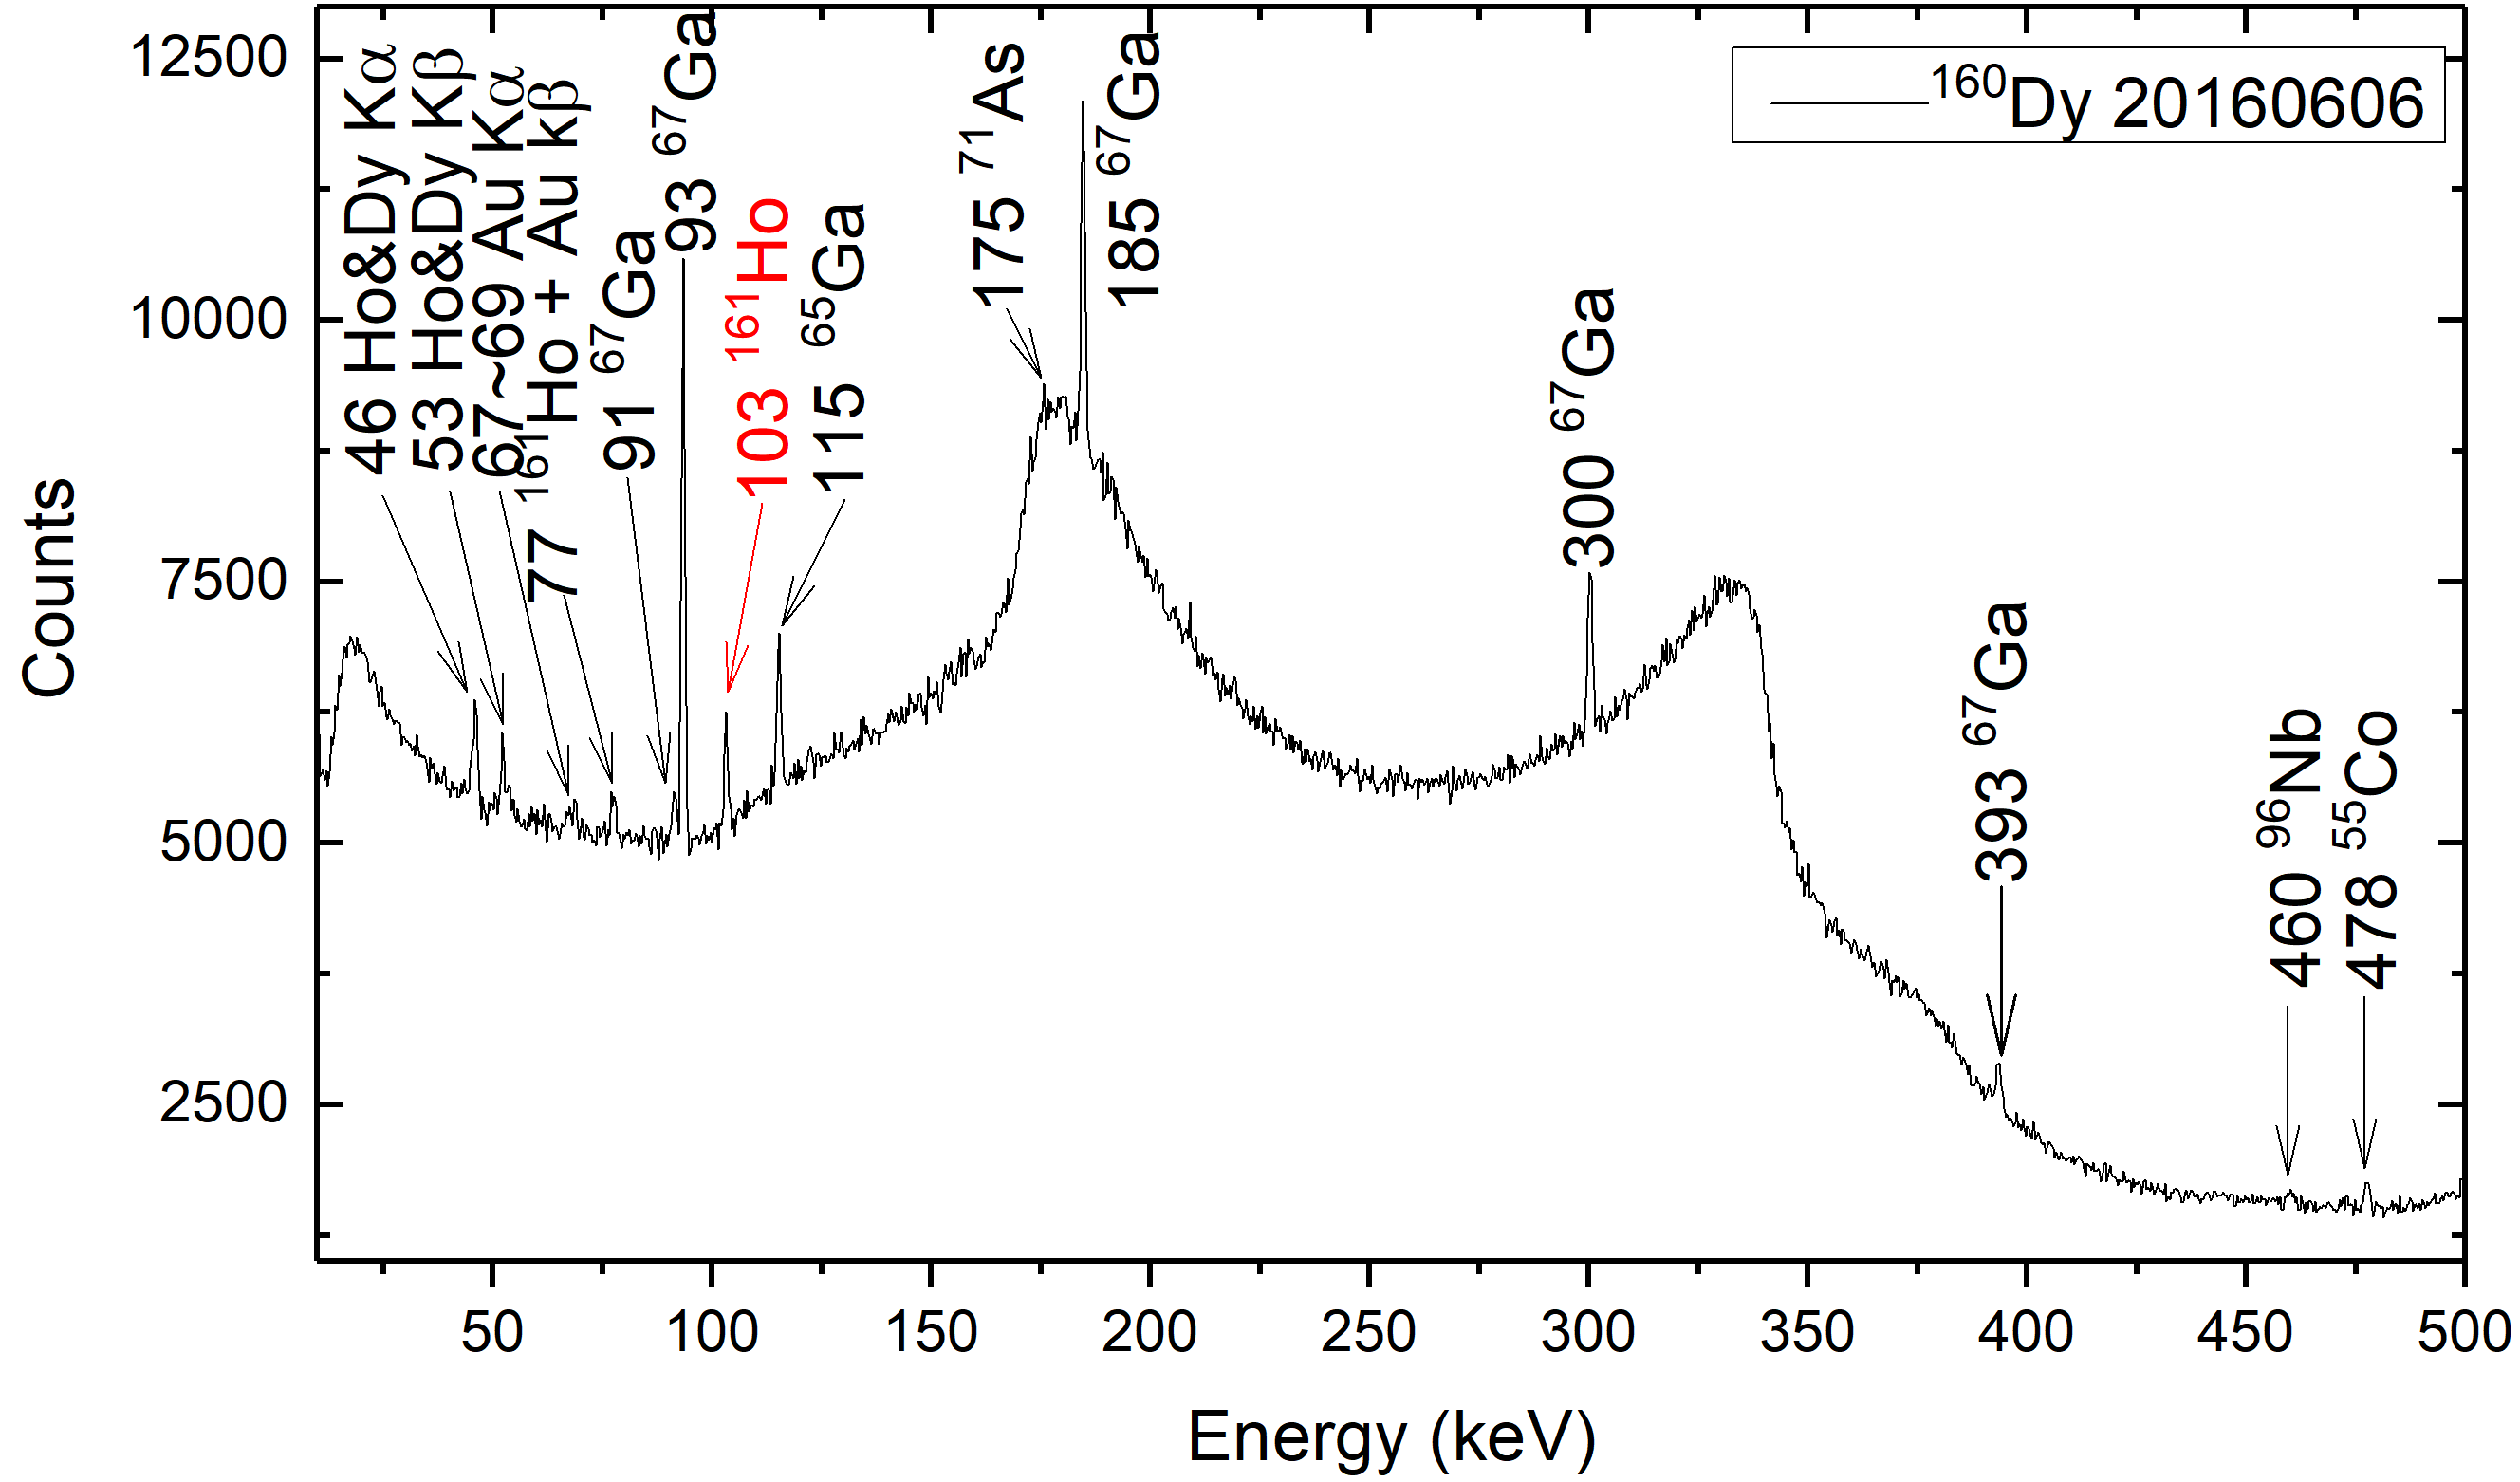 ¹⁶⁰Dy 20160606
Counts
12500
10000
7500
5000
2500
46 Ho&Dy Kα
53 Ho&Dy Kβ
67~69 Au Kα
77 ¹⁶¹Ho + Au kβ
91 ⁶⁷Ga
93 ⁶⁷Ga
103 ¹⁶¹Ho
115 ⁶⁵Ga
175 ⁷¹As
185 ⁶⁷Ga
300 ⁶⁷Ga
393 ⁶⁷Ga
460 ⁹⁶Nb
478 ⁵⁵Co
50 100 150 200 250 300 350 400 450 500
Energy (keV)